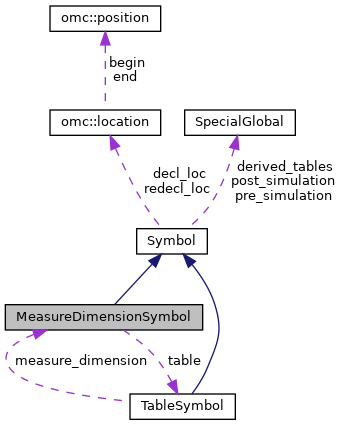 omc::position
begin
end
omc::location
SpecialGlobal
decl_loc
redecl_loc
derived_tables
post_simulation
pre_simulation
Symbol
MeasureDimensionSymbol
measure_dimension
table
TableSymbol